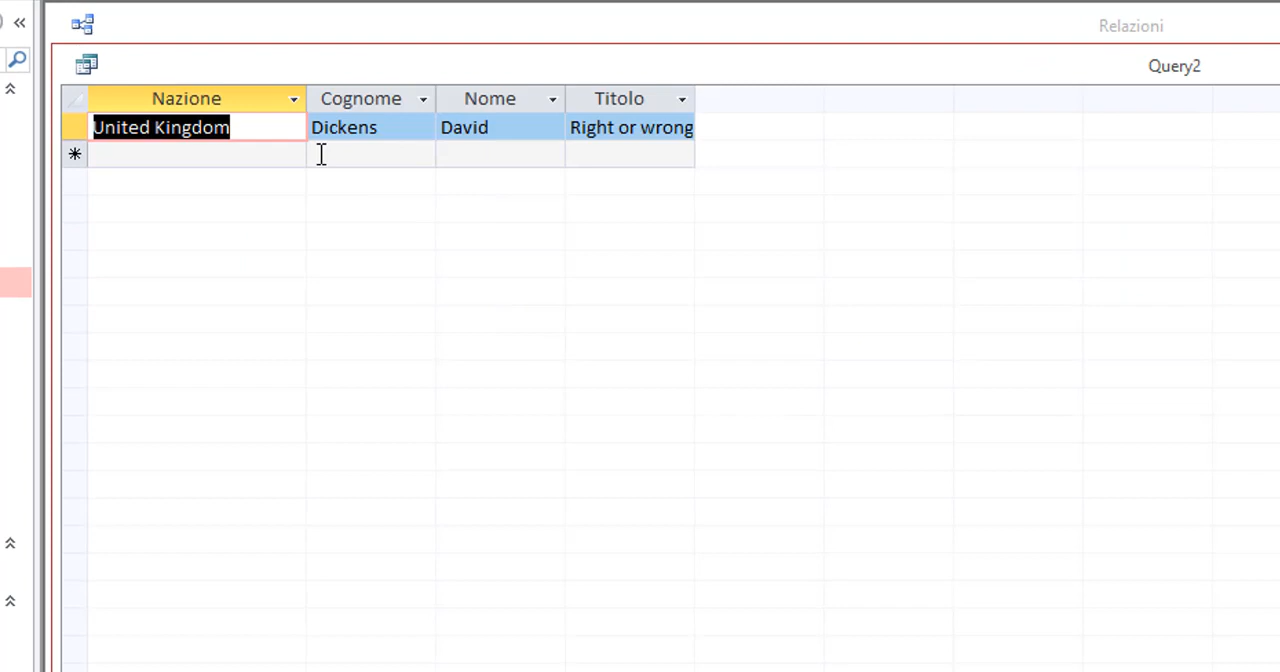 Relazioni
Query2
Nazione Cognome Nome Titolo
United Kingdom Dickens David Right or wrong